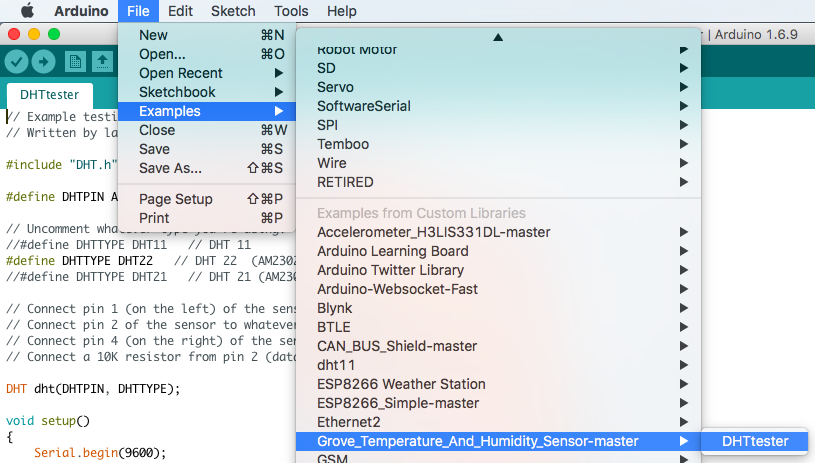 Arduino File Edit Sketch Tools Help
| Arduino 1.6.9
DHTtester
New ⌘N
Open... ⌘O
Open Recent ▶
Sketchbook ▶
Examples ▶
Close ⌘W
Save ⌘S
Save As... ⇧⌘S
Page Setup ⇧⌘P
Print ⌘P
Robot Motor ▶
SD ▶
Servo ▶
SoftwareSerial ▶
SPI ▶
Temboo ▶
Wire ▶
RETIRED ▶
Examples from Custom Libraries
Accelerometer_H3LIS331DL-master ▶
Arduino Learning Board ▶
Arduino Twitter Library ▶
Arduino-Websocket-Fast ▶
Blynk ▶
BTLE ▶
CAN_BUS_Shield-master ▶
dht11 ▶
ESP8266 Weather Station ▶
ESP8266_Simple-master ▶
Ethernet2 ▶
Grove_Temperature_And_Humidity_Sensor-master ▶
GSM
DHTtester
// Example testi
// Written by la
#include "DHT.h"
#define DHTPIN A
// Uncomment whatever type you're using!
//#define DHTTYPE DHT11 // DHT 11
#define DHTTYPE DHT22 // DHT 22 (AM2302
//#define DHTTYPE DHT21 // DHT 21 (AM230
// Connect pin 1 (on the left) of the sens
// Connect pin 2 of the sensor to whatever
// Connect pin 4 (on the right) of the sen
// Connect a 10K resistor from pin 2 (data
DHT dht(DHTPIN, DHTTYPE);
void setup()
{
Serial.begin(9600);